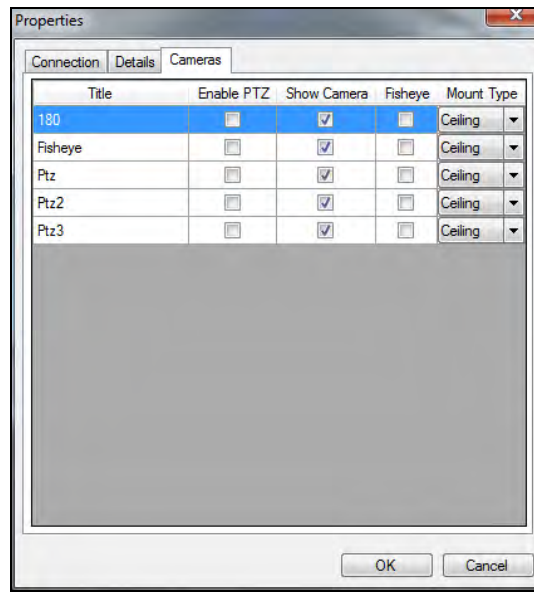 Properties
Connection Details Cameras
Title Enable PTZ Show Camera Fisheye Mount Type
180 Ceiling
Fisheye Ceiling
Ptz Ceiling
Ptz2 Ceiling
Ptz3 Ceiling
OK Cancel